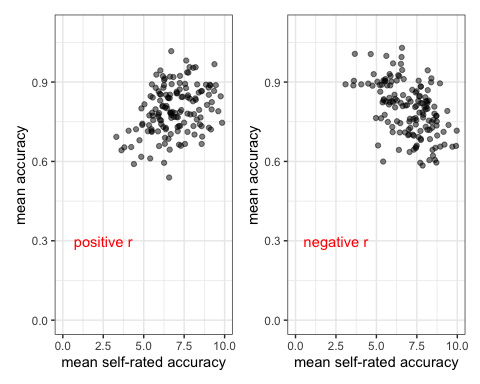 0.9
0.6
0.3
0.0
mean accuracy
positive r
0.0 2.5 5.0 7.5 10.0
mean self-rated accuracy
0.9
0.6
0.3
0.0
mean accuracy
negative r
0.0 2.5 5.0 7.5 10.0
mean self-rated accuracy